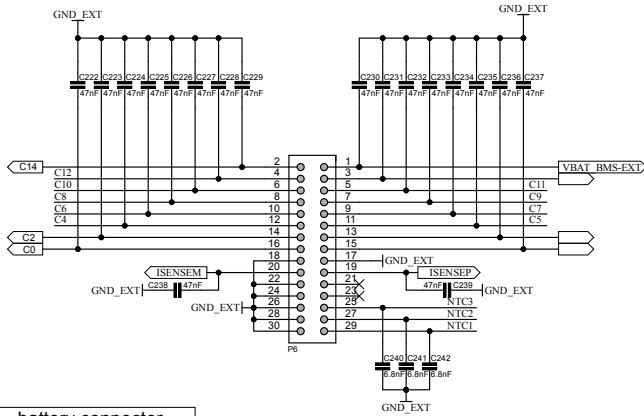 GND_EXT
GND_EXT
C222 C223 C224 C225 C226 C227 C228 C229
47nF 47nF 47nF 47nF 47nF 47nF 47nF 47nF
C230 C231 C232 C233 C234 C235 C236 C237
47nF 47nF 47nF 47nF 47nF 47nF 47nF 47nF
C14 2 1 VBAT_BMS-EXT
C12 4 3
C10 6 5 C11
C8 8 7 C9
C6 10 9 C7
C4 12 11 C5
C2 14 13
C0 16 15
18 17 GND_EXT
ISENSEM 20 19 ISENSEP
22 21
GND_EXT C238 47nF 24 23 47nF C239 GND_EXT
GND_EXT 26 25 NTC3
28 27 NTC2
30 29 NTC1
P6
C240 C241 C242
6.8nF 6.8nF 6.8nF
GND_EXT